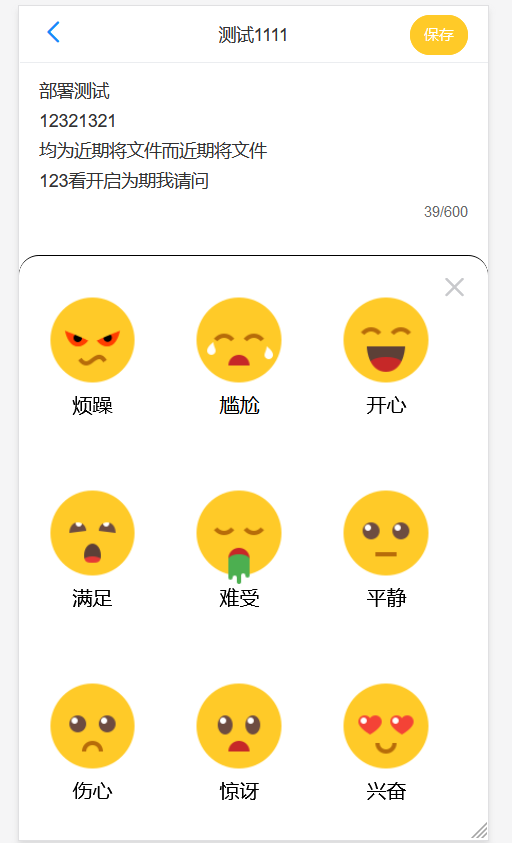 测试1111
保存
部署测试
12321321
均为近期将文件而近期将文件
123看开启为期我请问
39/600
烦躁 尴尬 开心
满足 难受 平静
伤心 惊讶 兴奋